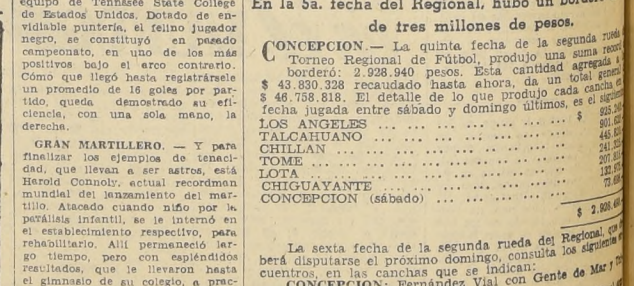 equipo de Tennesse State College
de Estados Unidos. Dotado de en-
vidiable puntería, el felino jugador
negro, se constituyó en pasado
campeonato, en uno de los más
positivos bajo el arco contrario.
Cómo que llegó hasta registrársele
un promedio de 16 goles por par-
tido, queda demostrado su efi-
ciencia, con una sola mano, la
derecha.
GRAN MARTILLERO. — Y para
finalizar los ejemplos de tenaci-
dad, que llevan a ser astros, está
Harold Connoly, actual recordman
mundial del lanzamiento del mar-
tillo. Atacado cuando niño por la
parálisis infantil, se le internó en
el establecimiento respectivo, para
rehabilitarlo. Allí permaneció lar-
go tiempo, pero con espléndidos
resultados, que le llevaron hasta
el gimnasio de su colegio, a prac-
En la 5a. fecha del Regional, hubo un
de tres millones de pesos.
CONCEPCION.— La quinta fecha de la segunda rueda
Torneo Regional de Fútbol, produjo una suma record
borderó: 2.928.940 pesos. Esta cantidad agregada a
$ 43.830.328 recaudado hasta ahora, da un total general
$ 46.758.818. El detalle de lo que produjo cada cancha
fecha jugada entre sábado y domingo últimos, es el siguiente
LOS ANGELES ... $
TALCAHUANO ...
CHILLAN ...
TOME ...
LOTA ...
CHIGUAYANTE ...
CONCEPCION (sábado) ...
La sexta fecha de la segunda rueda del Regional, que
berá disputarse el próximo domingo, consulta los siguientes
cuentros, en las canchas que se indican:
CONCEPCION: Fernández Vial con Gente de Mar y